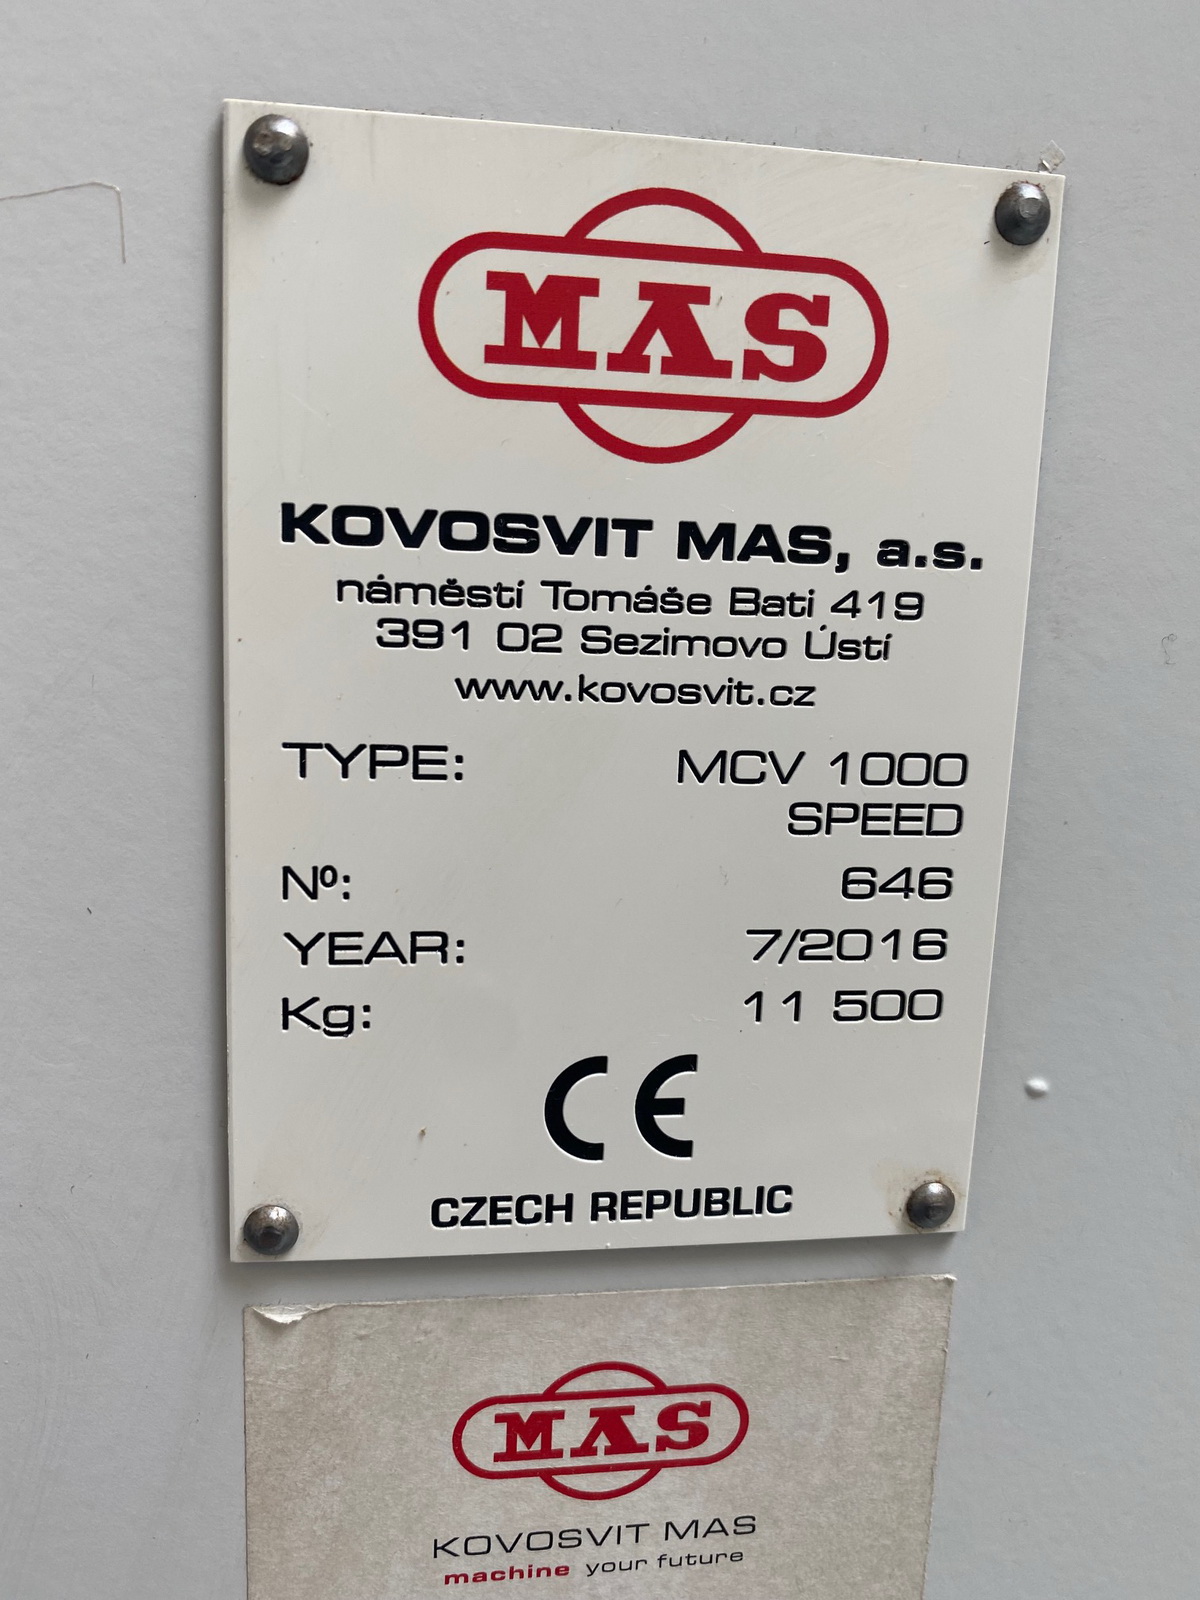 MAS
KOVOSVIT MAS, a.s.
náměstí Tomáše Bati 419
391 02 Sezimovo Ústí
www.kovosvit.cz
TYPE: MCV 1000
SPEED
Nº: 646
YEAR: 7/2016
Kg: 11 500
CE
CZECH REPUBLIC
MAS
KOVOSVIT MAS
machine your future